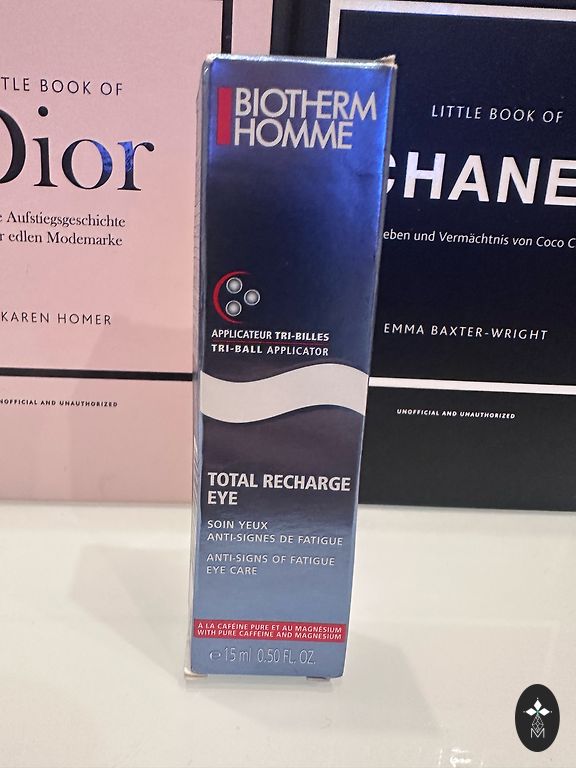 TLE BOOK OF
Dior
e Aufstiegsgeschichte
r edlen Modemarke
KAREN HOMER
NOFFICIAL AND UNAUTHORIZED
BIOTHERM
HOMME
APPLICATEUR TRI-BILLES
TRI-BALL APPLICATOR
TOTAL RECHARGE
EYE
SOIN YEUX
ANTI-SIGNES DE FATIGUE
ANTI-SIGNS OF FATIGUE
EYE CARE
À LA CAFÉINE PURE ET AU MAGNÉSIUM
WITH PURE CAFFEINE AND MAGNESIUM
℮ 15 ml 0.50 FL. OZ.
LITTLE BOOK OF
CHANE
eben und Vermächtnis von Coco C
EMMA BAXTER-WRIGHT
UNOFFICIAL AND UNAUTHORIZED
M